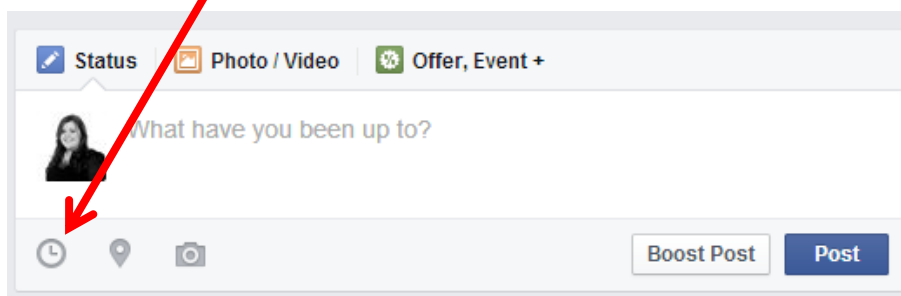 Status Photo / Video Offer, Event +
What have you been up to?
Boost Post Post